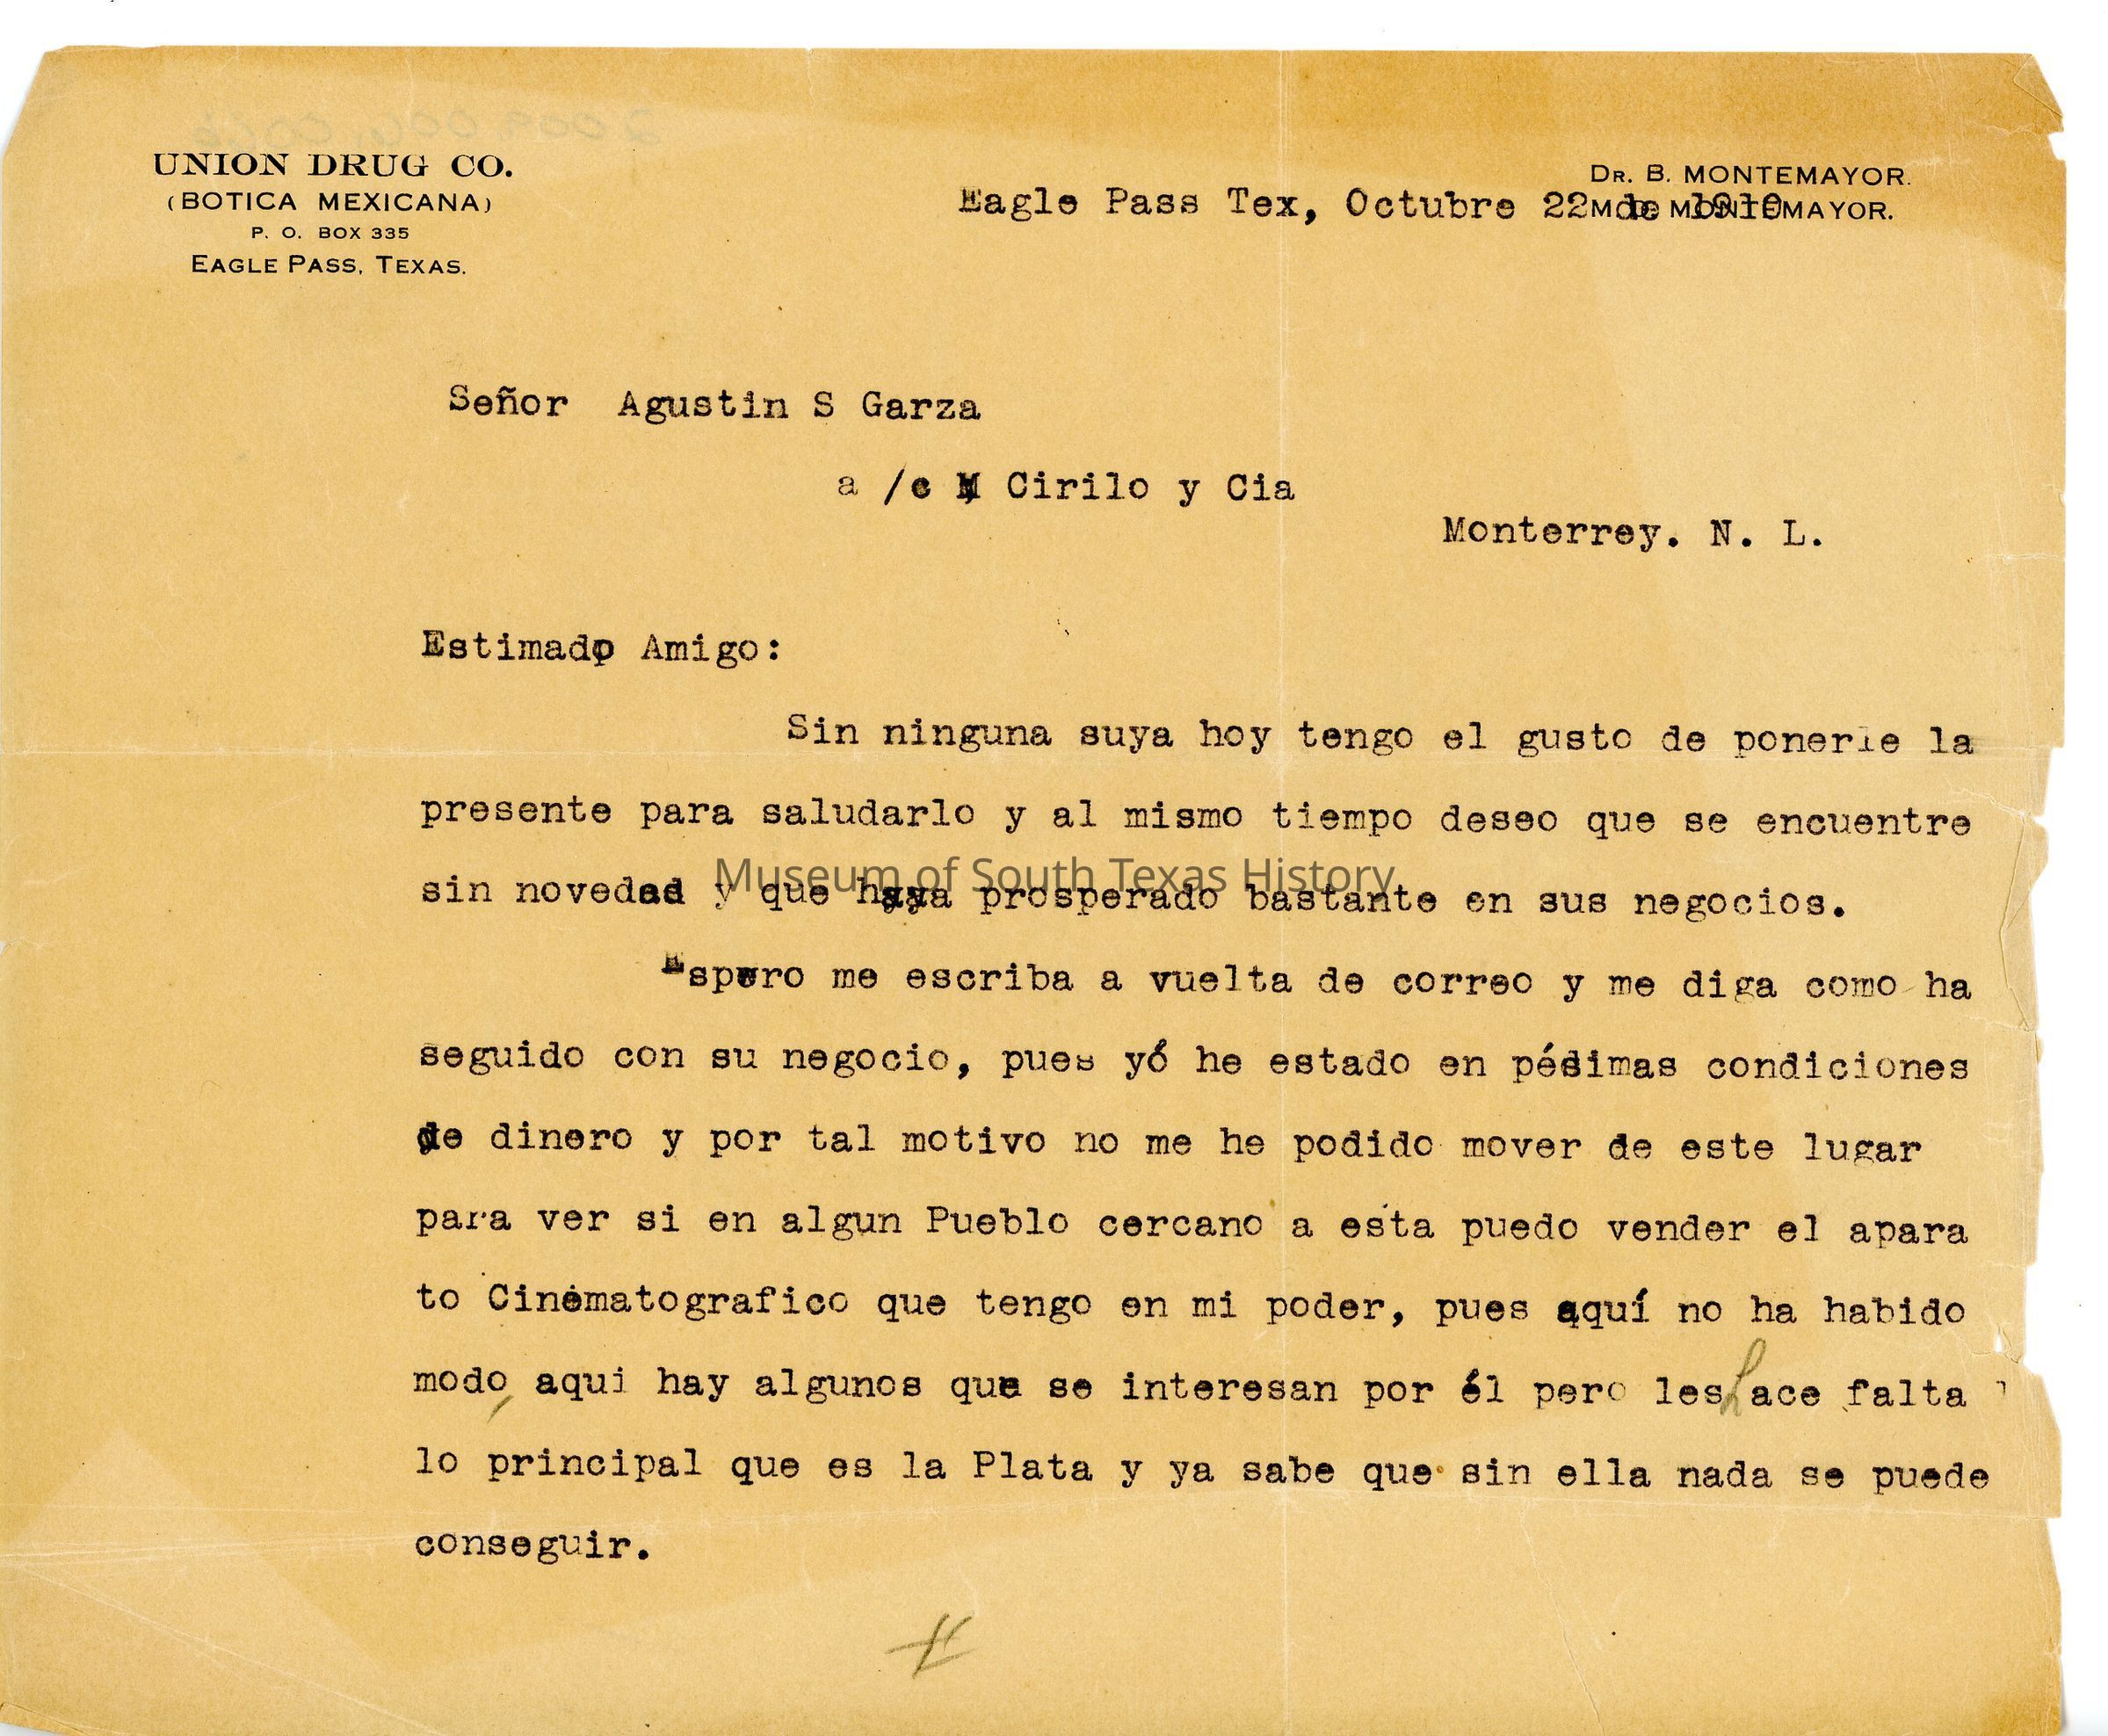 UNION DRUG CO.
(BOTICA MEXICANA)
P. O. BOX 335
EAGLE PASS, TEXAS.
DR. B. MONTEMAYOR.
M. D. MONTEMAYOR.
Eagle Pass Tex, Octubre 22 de 1910
Señor Agustin S Garza
a /c M Cirilo y Cia
Monterrey. N. L.
Estimado Amigo:
Sin ninguna suya hoy tengo el gusto de ponerle la
presente para saludarlo y al mismo tiempo deseo que se encuentre
sin novedad y que haya prosperado bastante en sus negocios.
Espero me escriba a vuelta de correo y me diga como ha
seguido con su negocio, pues yó he estado en pésimas condiciones
de dinero y por tal motivo no me he podido mover de este lugar
para ver si en algun Pueblo cercano a esta puedo vender el apara
to Cinematografico que tengo en mi poder, pues aquí no ha habido
modo, aqui hay algunos que se interesan por él pero les hace falta
lo principal que es la Plata y ya sabe que sin ella nada se puede
conseguir.
Museum of South Texas History